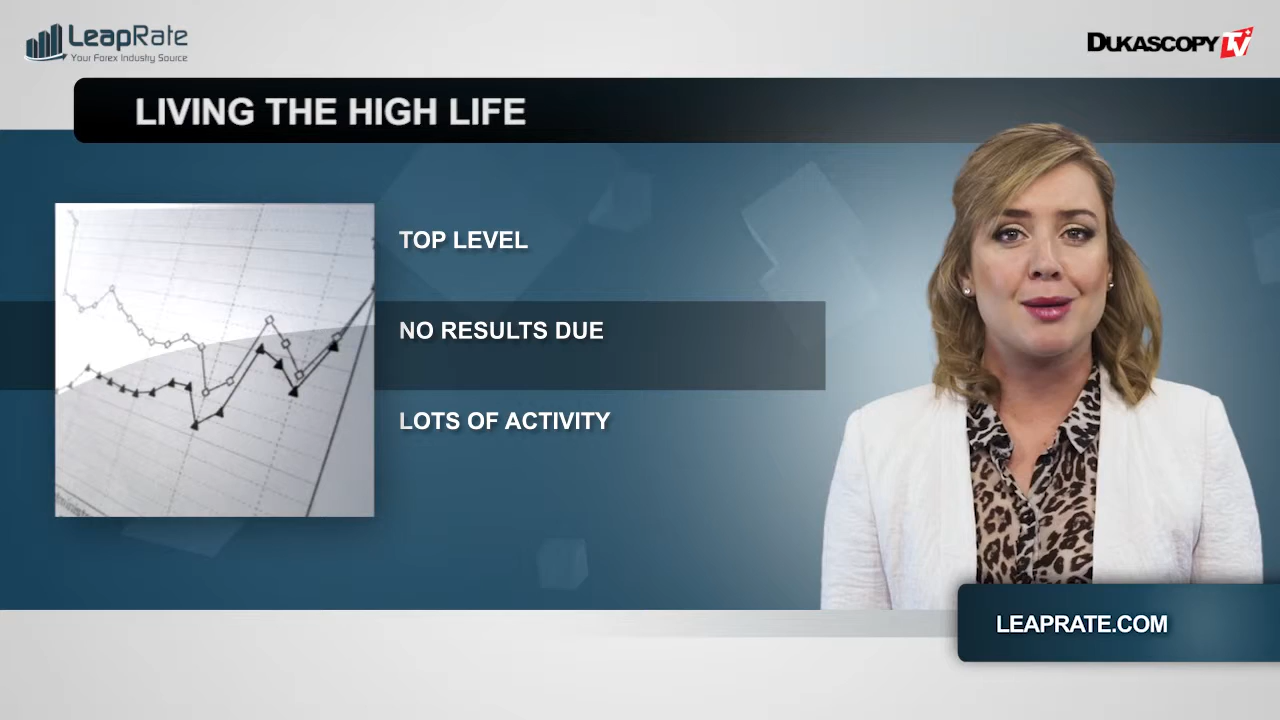 LeapRate
Your Forex Industry Source
DUKASCOPY TV
LIVING THE HIGH LIFE
TOP LEVEL
NO RESULTS DUE
LOTS OF ACTIVITY
LEAPRATE.COM